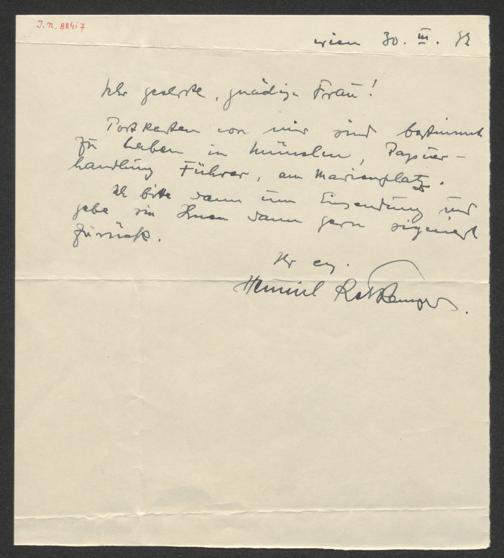 J.N. 88417
Wien 30. III. 42
Sehr geehrte, gnädige Frau!
Postkarten von mir sind bestimmt
zu haben in München, Papier-
handlung Führer, am Marienplatz.
Ich bitte dann um Einsendung und
gebe sie Ihnen dann gern signiert
zurück.
Ihr erg.
Heinrich Rehkemper.